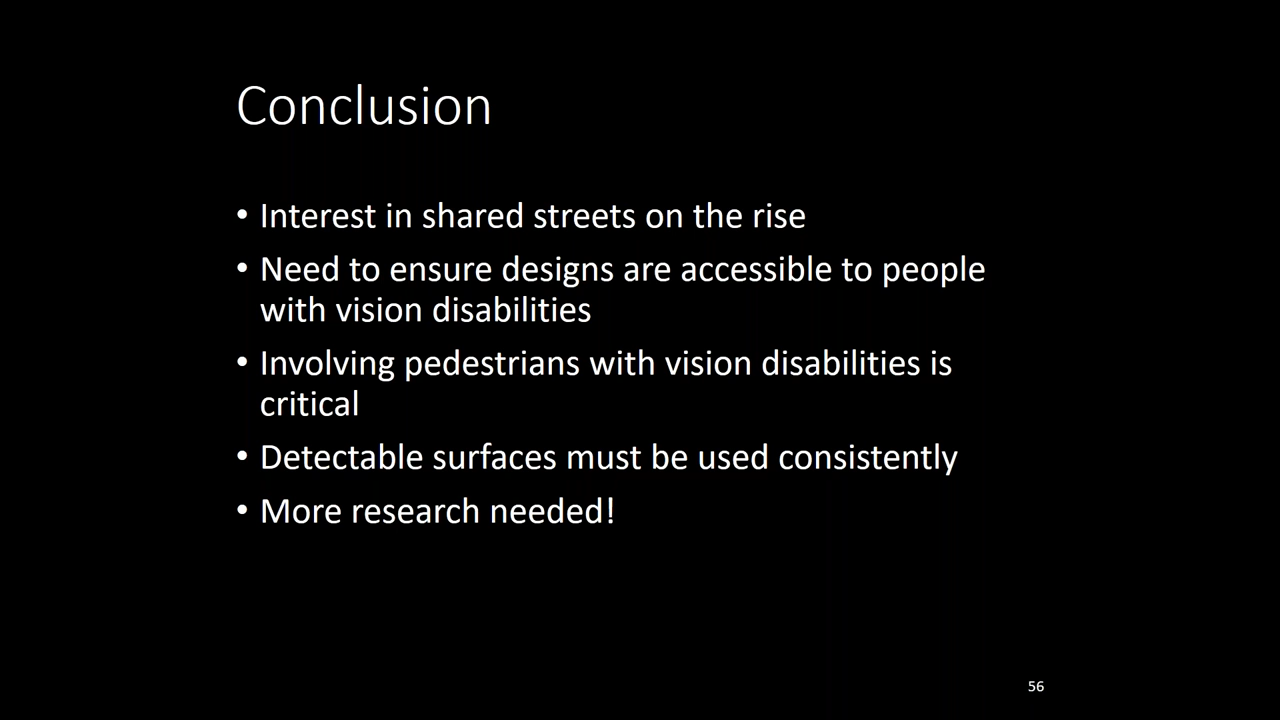 Conclusion
• Interest in shared streets on the rise
• Need to ensure designs are accessible to people
with vision disabilities
• Involving pedestrians with vision disabilities is
critical
• Detectable surfaces must be used consistently
• More research needed!
56